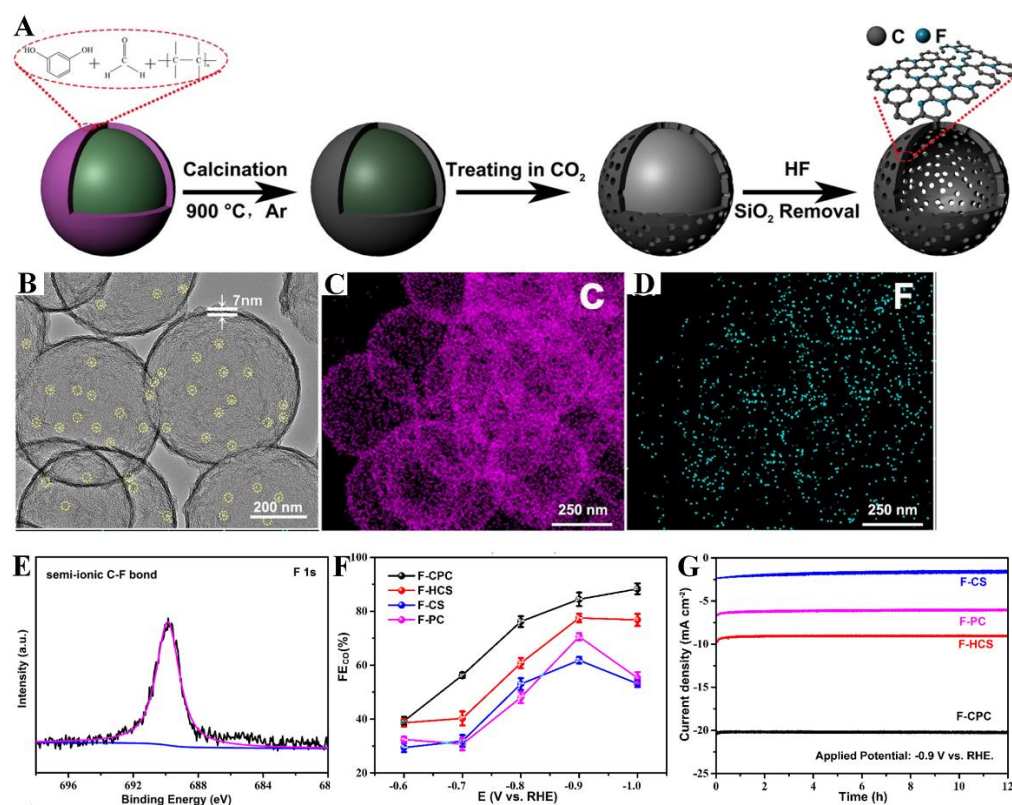 A
HO
OH
+
O
H
H
+
n
Calcination
900 °C, Ar
Treating in CO₂
HF
SiO₂ Removal
C
F
B
7nm
200 nm
C
C
250 nm
D
F
250 nm
E
semi-ionic C-F bond
F 1s
Intensity (a.u.)
696
692
688
684
68
Binding Energy (eV)
F
F-CPC
F-HCS
F-CS
F-PC
FE_CO(%)
100
80
60
40
20
0
-0.6
-0.7
-0.8
-0.9
-1.0
E (V vs. RHE)
G
F-CS
F-PC
F-HCS
F-CPC
Applied Potential: -0.9 V vs. RHE.
Current density (mA cm⁻²)
0
-5
-10
-15
-20
-25
0
2
4
6
8
10
12
Time (h)